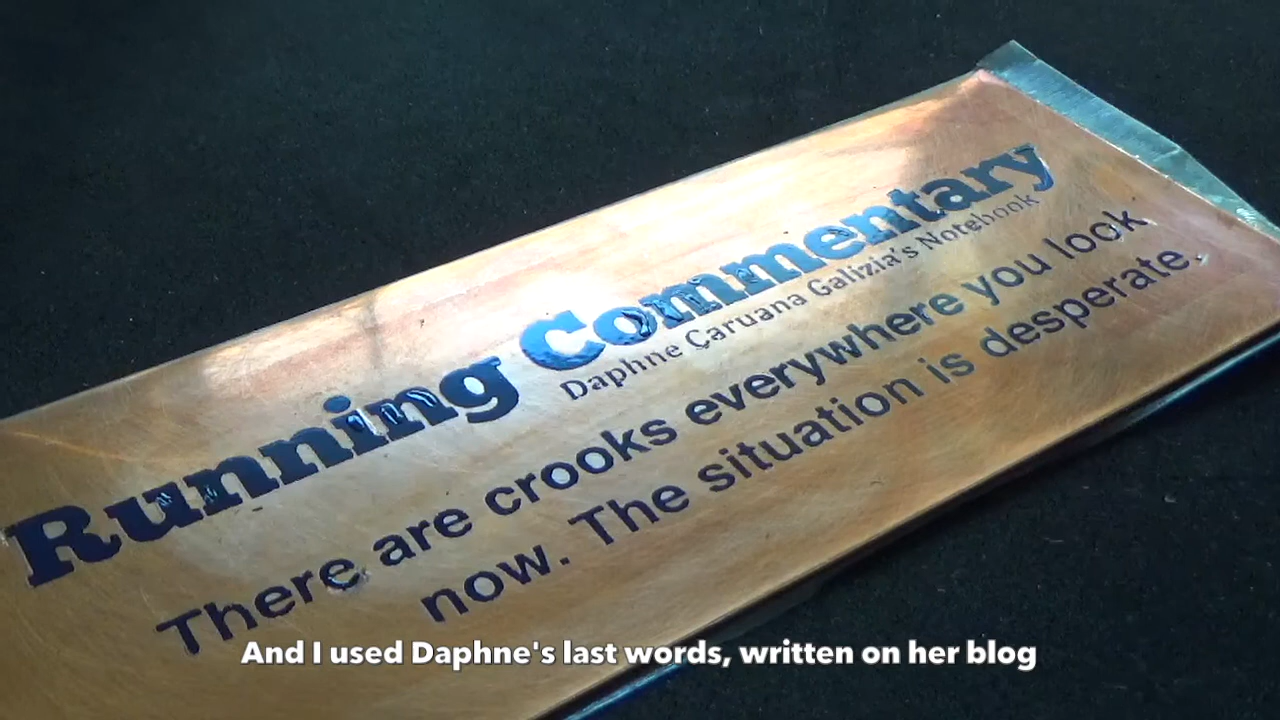 Running Commentary
Daphne Caruana Galizia's Notebook
There are crooks everywhere you look
now. The situation is desperate.
And I used Daphne's last words, written on her blog